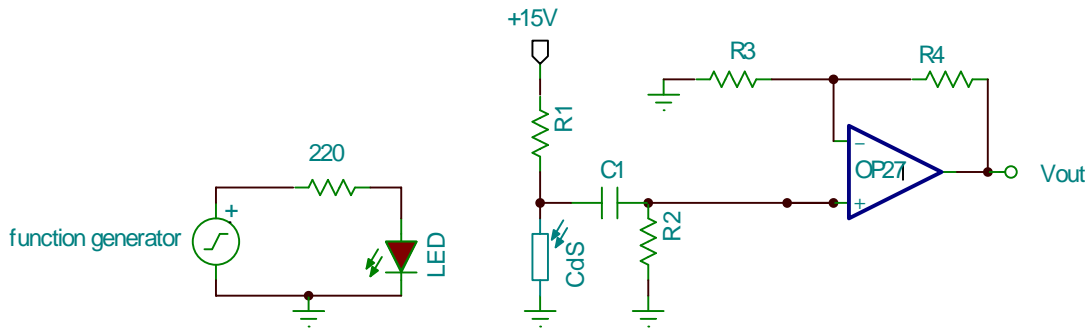 +15V
R3
R4
R1
220
C1
OP27
Vout
+
−
+
function generator
LED
CdS
R2